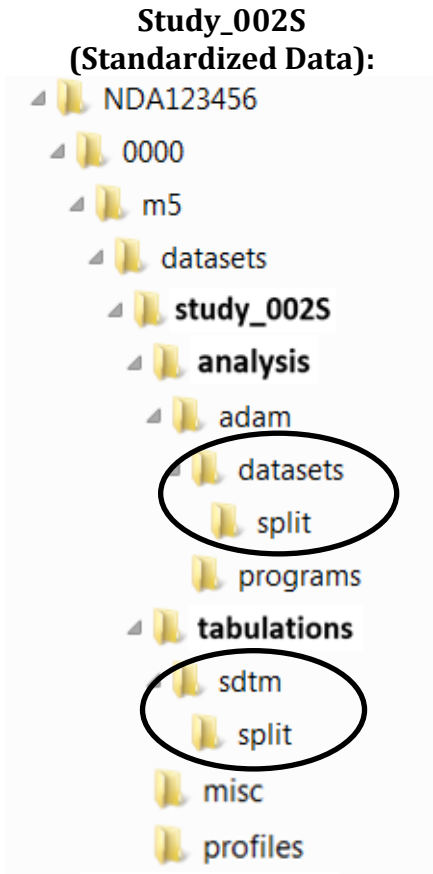 Study_002S
(Standardized Data):
NDA123456
0000
m5
datasets
study_002S
analysis
adam
datasets
split
programs
tabulations
sdtm
split
misc
profiles